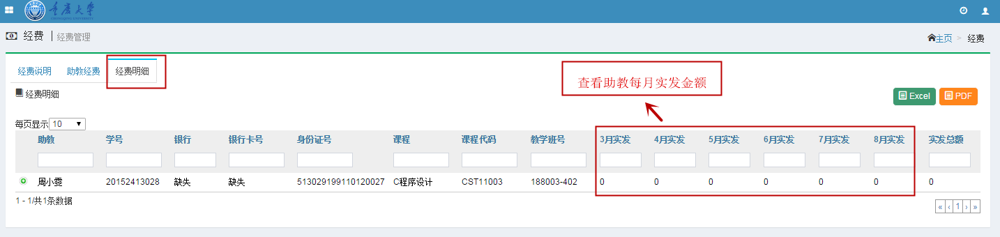 重庆大学
经费 | 经费管理
主页 > 经费
经费说明 助教经费 经费明细
查看助教每月实发金额
经费明细
Excel PDF
每页显示 10
助教 学号 银行 银行卡号 身份证号 课程 课程代码 教学班号 3月实发 4月实发 5月实发 6月实发 7月实发 8月实发 实发总额
周小雯 20152413028 缺失 缺失 513029199110120027 C程序设计 CST11003 188003-402 0 0 0 0 0 0 0
1 - 1/共1条数据
« ‹ 1 › »